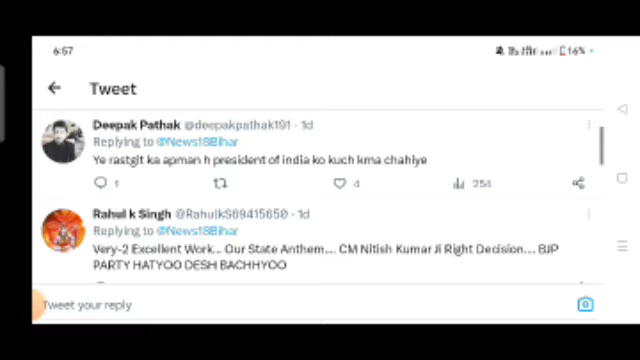 6:57
16%
Tweet
Deepak Pathak @deepakpathak191 · 1d
Replying to @News18Bihar
Ye rastgit ka apman h president of india ko kuch krna chahiye
1 4 254
Rahul k Singh @RahulkS69415650 · 1d
Replying to @News18Bihar
Very-2 Excellent Work... Our State Anthem.... CM Nitish Kumar Ji Right Decision.... BJP
PARTY HATYOO DESH BACHHYOO
Tweet your reply